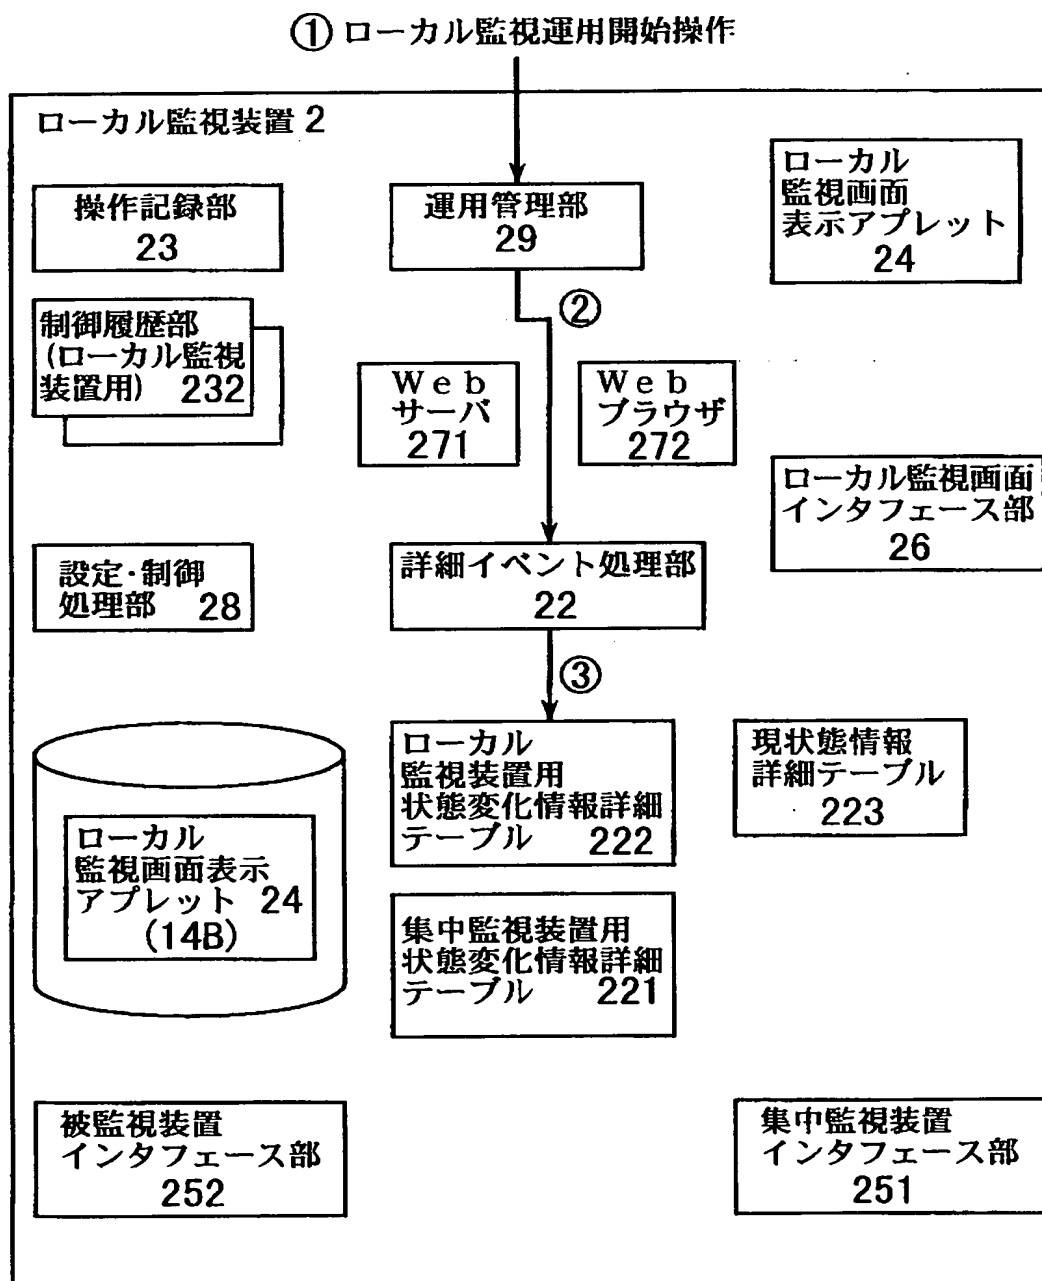 ① ローカル監視運用開始操作
ローカル監視装置 2
操作記録部
23
運用管理部
29
ローカル
監視画面
表示アプレット
24
②
制御履歴部
(ローカル監視
装置用) 232
Web
サーバ
271
Web
ブラウザ
272
ローカル監視画面
インタフェース部
26
設定・制御
処理部 28
詳細イベント処理部
22
③
ローカル
監視装置用
状態変化情報詳細
テーブル 222
現状態情報
詳細テーブル
223
ローカル
監視画面表示
アプレット 24
(14B)
集中監視装置用
状態変化情報詳細
テーブル 221
被監視装置
インタフェース部
252
集中監視装置
インタフェース部
251